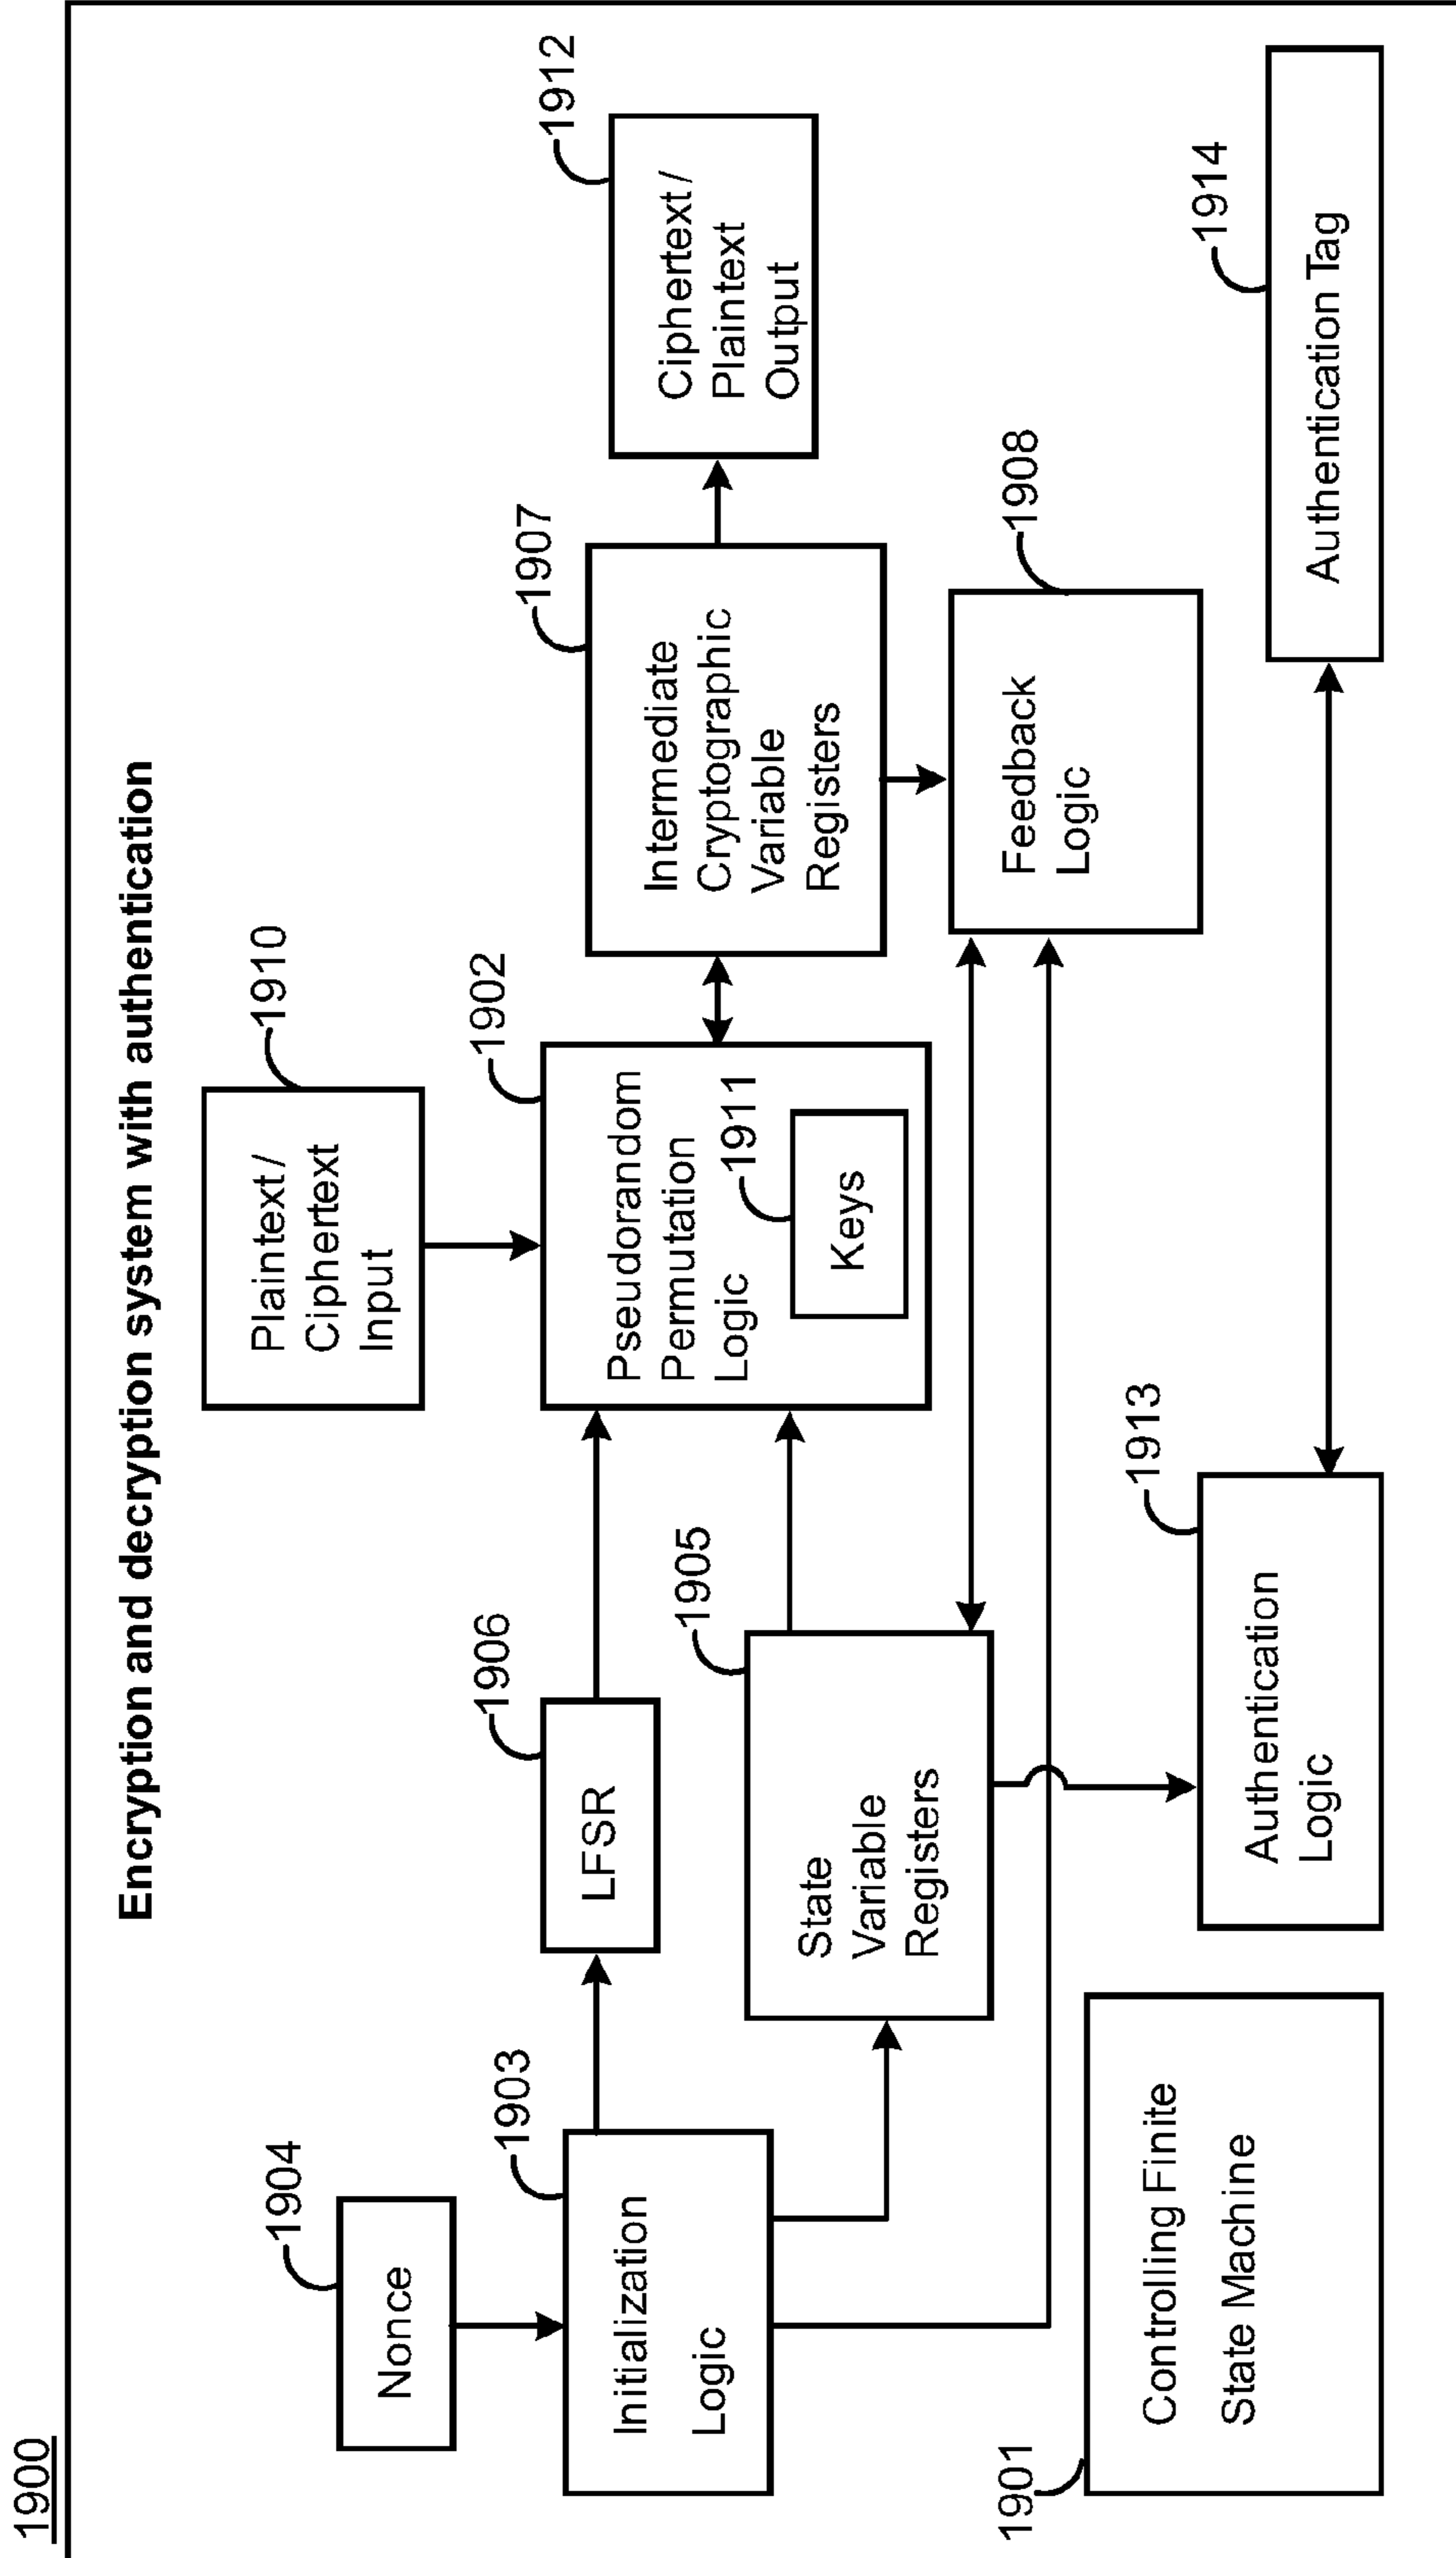 1900
Encryption and decryption system with authentication
1904
Nonce
1903
Initialization
Logic
1906
LFSR
1910
Plaintext/
Ciphertext
Input
1902
Pseudorandom
Permutation
Logic
1911
Keys
1907
Intermediate
Cryptographic
Variable
Registers
1912
Ciphertext/
Plaintext
Output
1905
State
Variable
Registers
1908
Feedback
Logic
1901
Controlling Finite
State Machine
1913
Authentication
Logic
1914
Authentication Tag